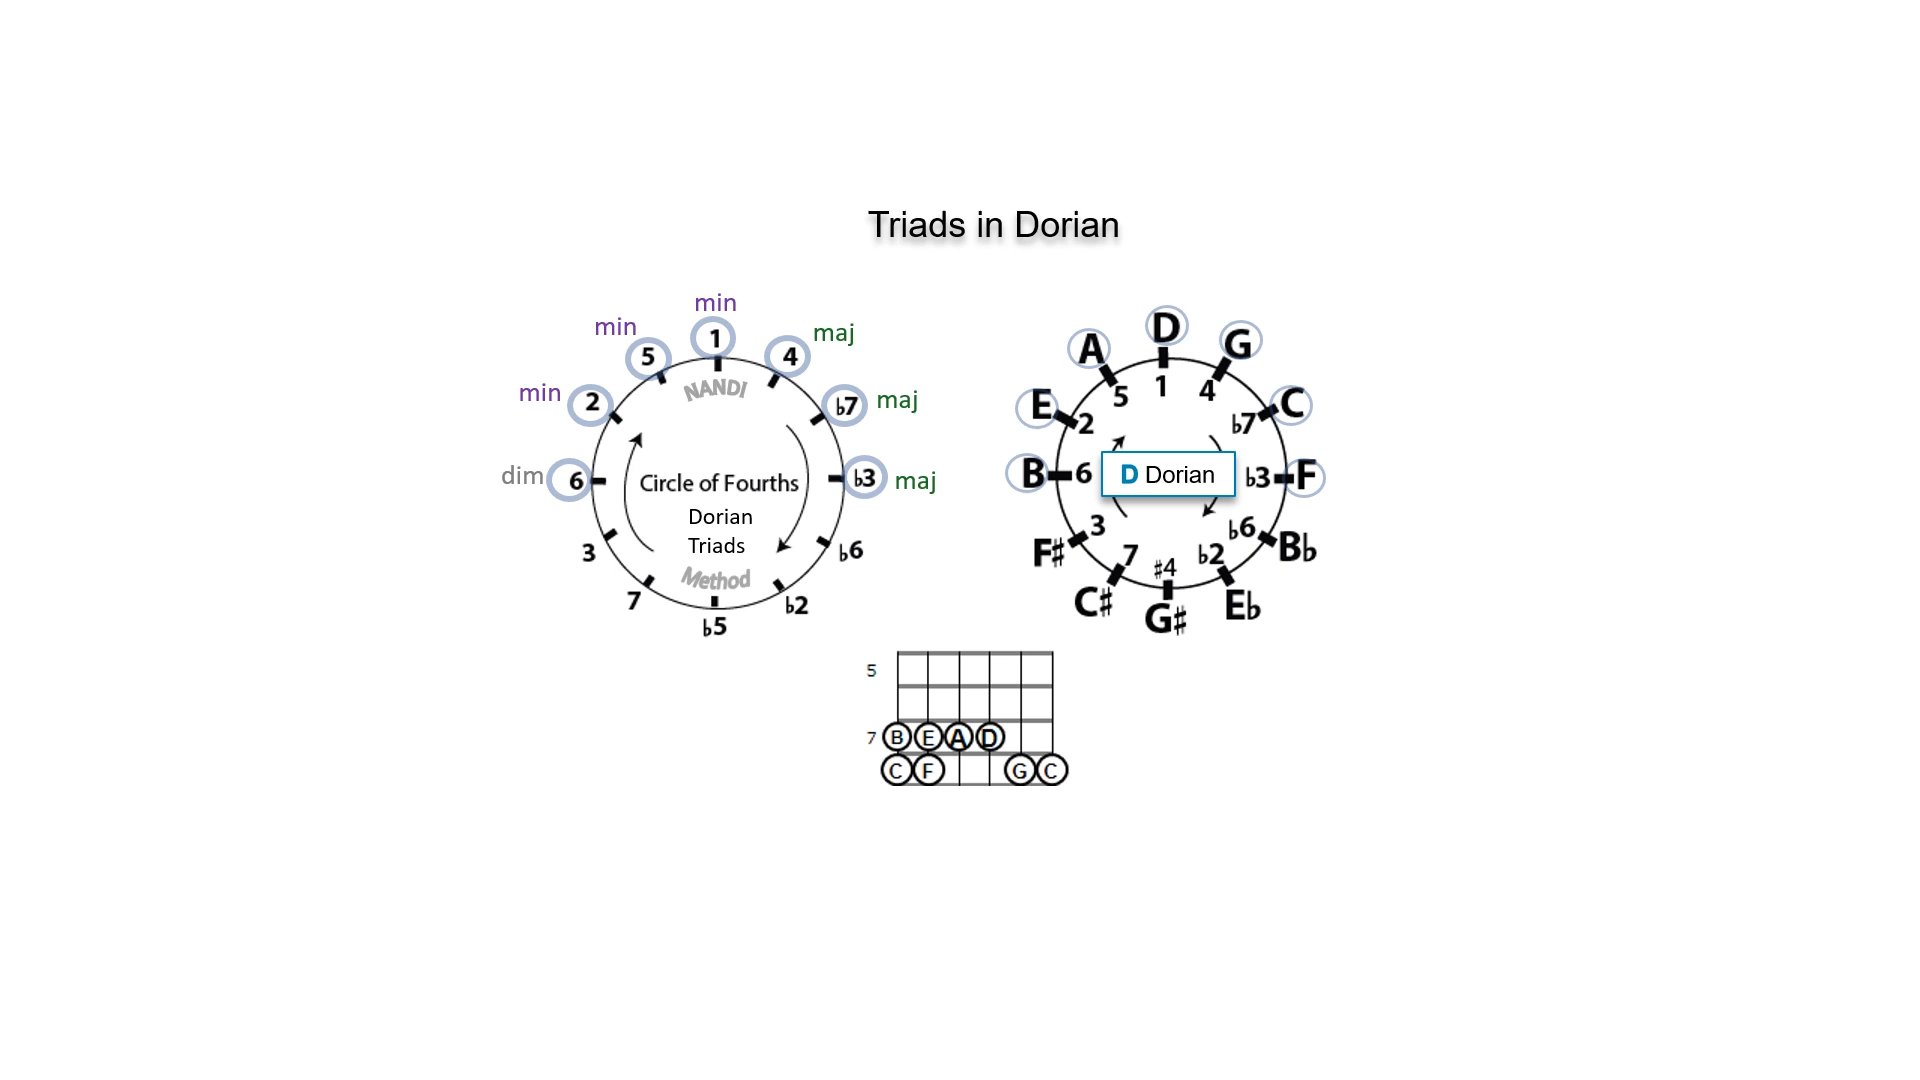 Triads in Dorian
min
min
1
maj
5
4
NANDI
min
2
♭7
maj
dim
6
Circle of Fourths
♭3
maj
Dorian
Triads
3
♭6
Method
7
♭2
♭5
D
A
G
5
1
4
E
C
2
♭7
B
6
D Dorian
♭3
F
3
♭6
F♯
B♭
7
♯4
♭2
C♯
G♯
E♭
5
7 B E A D
C F G C